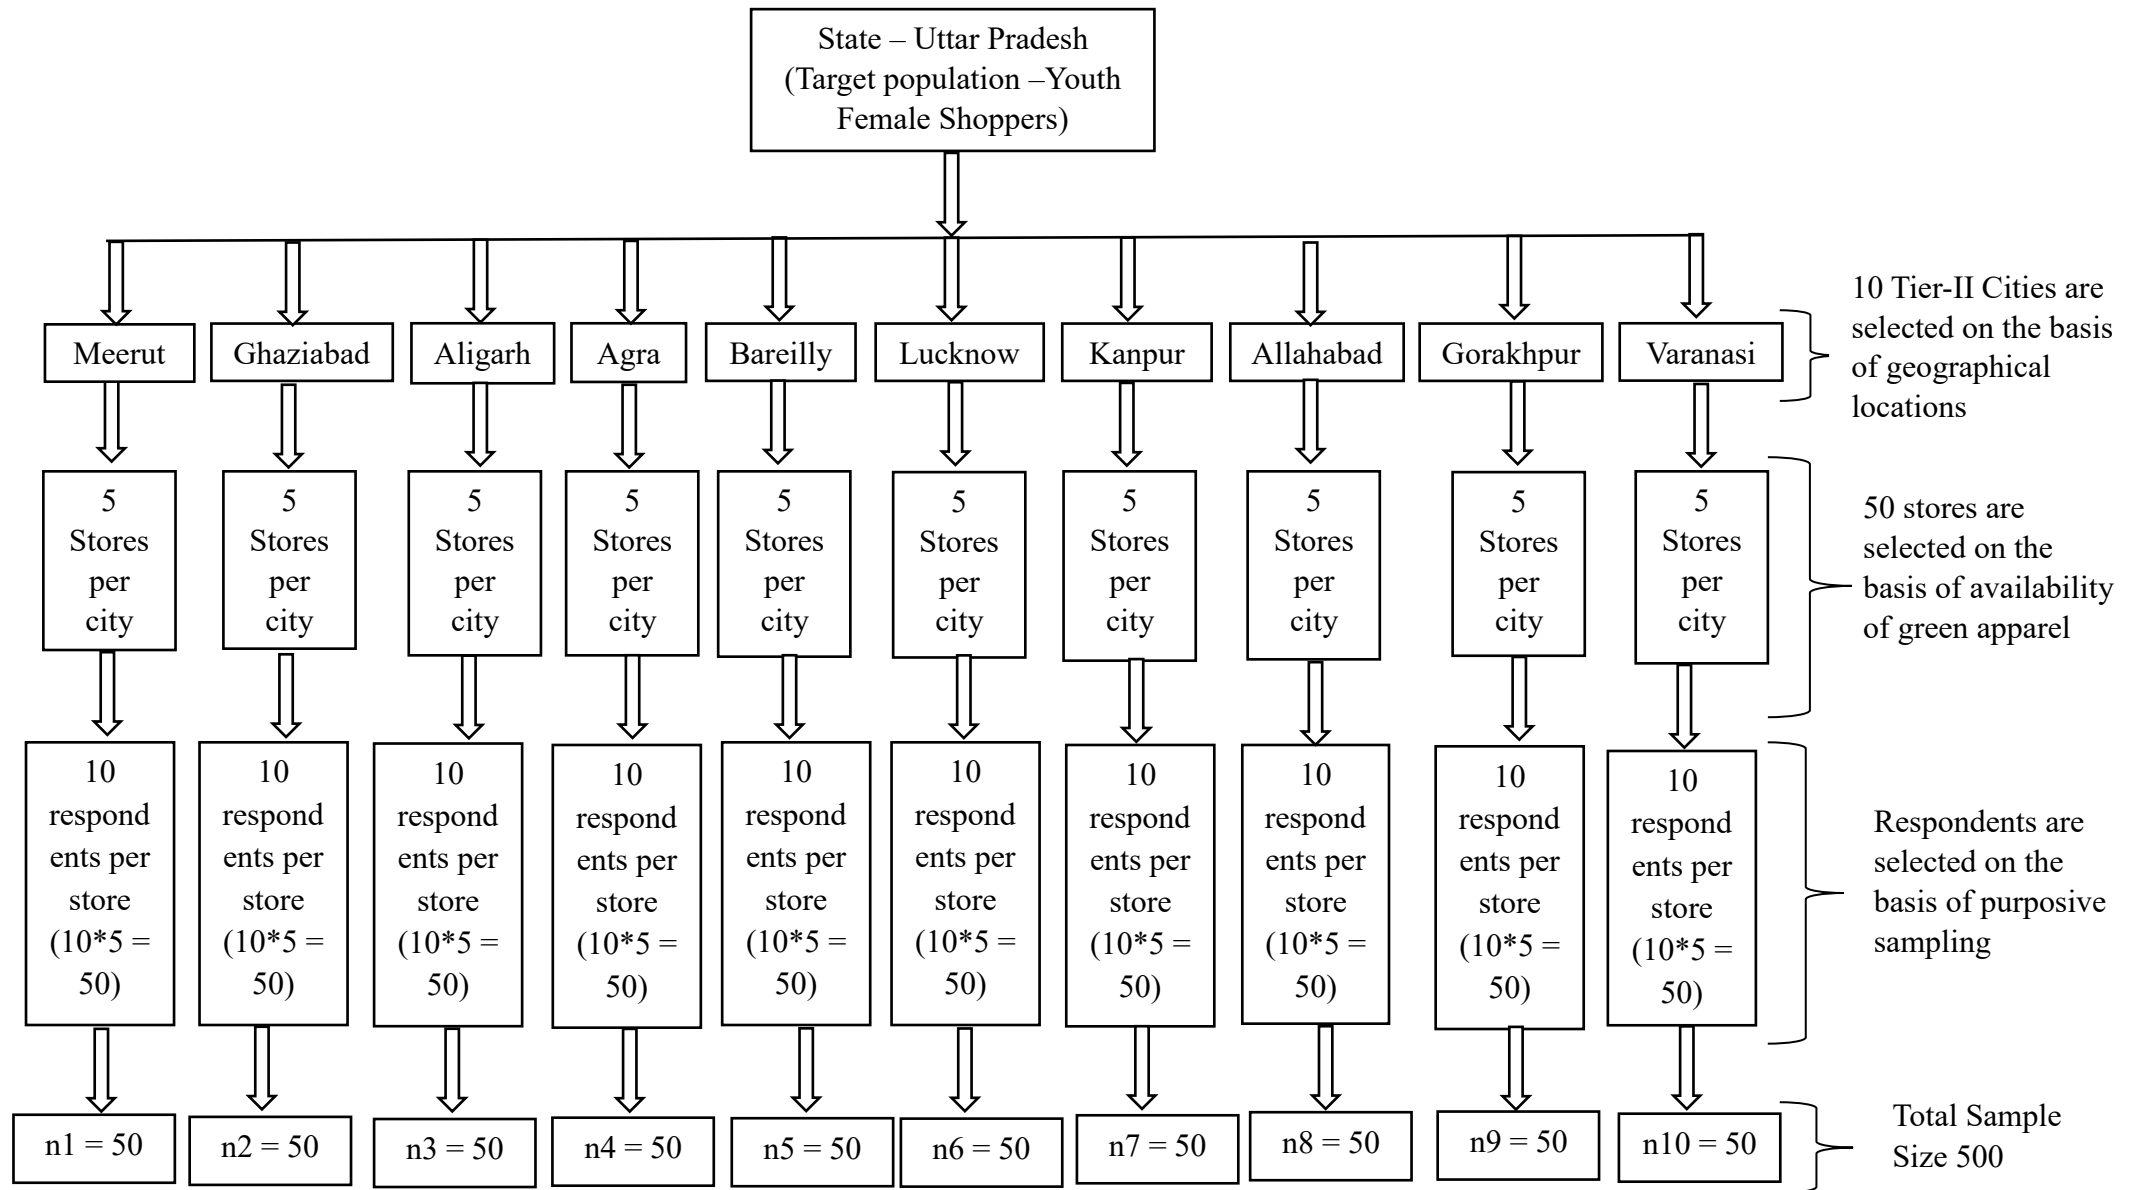 State – Uttar Pradesh
(Target population –Youth
Female Shoppers)
Meerut
Ghaziabad
Aligarh
Agra
Bareilly
Lucknow
Kanpur
Allahabad
Gorakhpur
Varanasi
10 Tier-II Cities are
selected on the basis
of geographical
locations
5
Stores
per
city
5
Stores
per
city
5
Stores
per
city
5
Stores
per
city
5
Stores
per
city
5
Stores
per
city
5
Stores
per
city
5
Stores
per
city
5
Stores
per
city
5
Stores
per
city
50 stores are
selected on the
basis of availability
of green apparel
10
respond
ents per
store
(10*5 =
50)
10
respond
ents per
store
(10*5 =
50)
10
respond
ents per
store
(10*5 =
50)
10
respond
ents per
store
(10*5 =
50)
10
respond
ents per
store
(10*5 =
50)
10
respond
ents per
store
(10*5 =
50)
10
respond
ents per
store
(10*5 =
50)
10
respond
ents per
store
(10*5 =
50)
10
respond
ents per
store
(10*5 =
50)
10
respond
ents per
store
(10*5 =
50)
Respondents are
selected on the
basis of purposive
sampling
n1 = 50
n2 = 50
n3 = 50
n4 = 50
n5 = 50
n6 = 50
n7 = 50
n8 = 50
n9 = 50
n10 = 50
Total Sample
Size 500